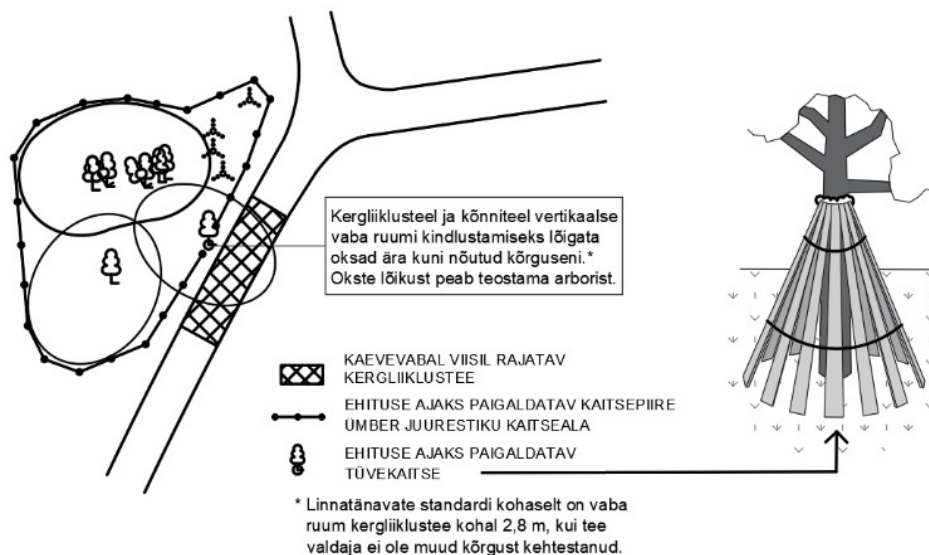 Kergliiklusteel ja kõnniteel vertikaalse
vaba ruumi kindlustamiseks lõigata
oksad ära kuni nõutud kõrguseni.*
Okste lõikust peab teostama arborist.
KAEVEVABAL VIISIL RAJATAV
KERGLIIKLUSTEE
EHITUSE AJAKS PAIGALDATAV KAITSEPIIRE
ÜMBER JUURESTIKU KAITSEALA
EHITUSE AJAKS PAIGALDATAV
TÜVEKAITSE
* Linnatänavate standardi kohaselt on vaba
ruum kergliiklustee kohal 2,8 m, kui tee
valdaja ei ole muud kõrgust kehtestanud.